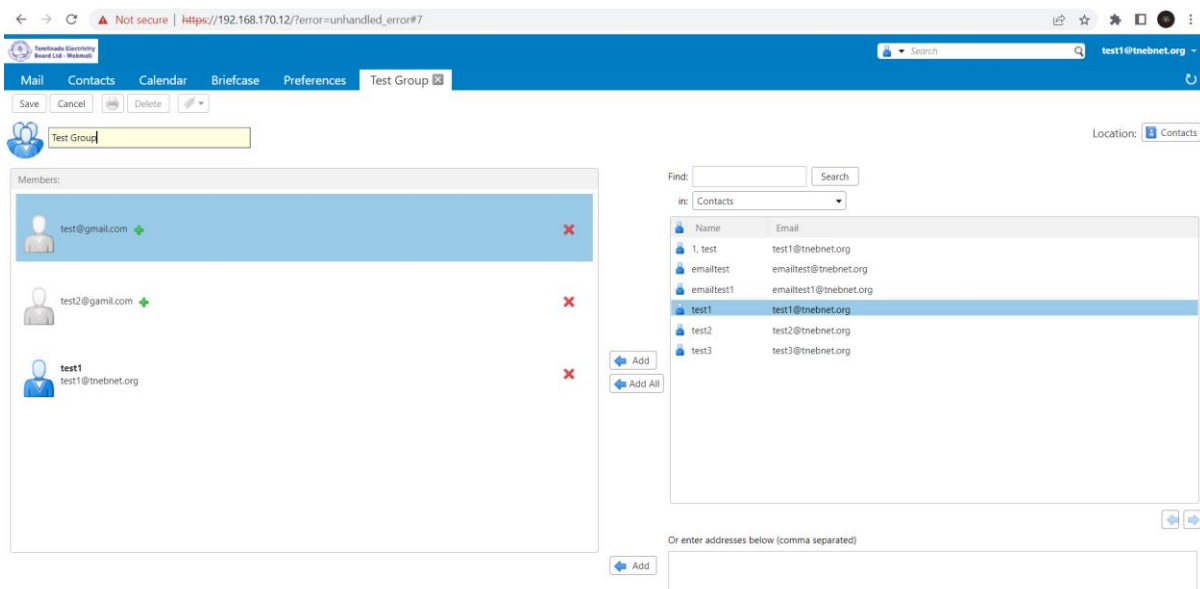 Not secure | https://192.168.170.12/?error=unhandled_error#7
Tamilnadu Electricity
Board Ltd - Webmail
Search
test1@tnebnet.org
Mail Contacts Calendar Briefcase Preferences Test Group
Save Cancel Delete
Test Group
Location: Contacts
Members:
test@gmail.com
test2@gamil.com
test1
test1@tnebnet.org
Find: Search
in: Contacts
Name Email
1, test test1@tnebnet.org
emailtest emailtest@tnebnet.org
emailtest1 emailtest1@tnebnet.org
test1 test1@tnebnet.org
test2 test2@tnebnet.org
test3 test3@tnebnet.org
Add
Add All
Or enter addresses below (comma separated)
Add